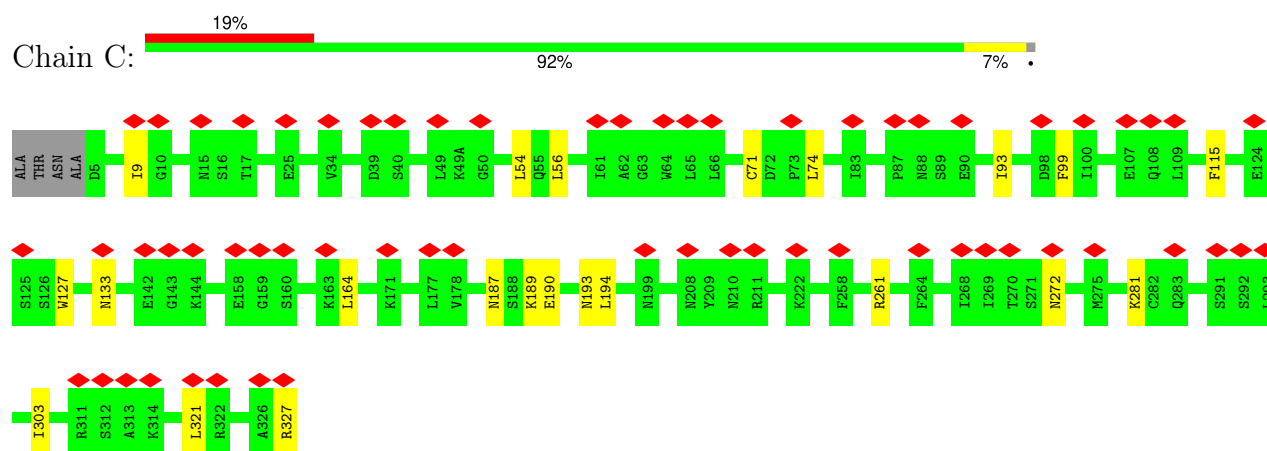 19%
Chain C:
92%
7%
•
ALA THR ASN ALA D5 I9 G10 N15 S16 T17 E25 V34 D39 S40 L49 K49A G50 L54 Q55 L56 I61 A62 G63 W64 L65 L66 C71 D72 P73 L74 I83 P87 N88 S89 E90 I93 D98 F99 I100 E107 Q108 L109 F115 E124
S125 S126 W127 N133 E142 G143 K144 E158 G159 S160 K163 L164 K171 L177 V178 N187 S188 K189 E190 N193 L194 N199 N208 Y209 N210 R211 K222 F258 R261 F264 I268 I269 T270 S271 N272 M275 K281 C282 Q283 S291 S292
I303 R311 S312 A313 K314 L321 R322 A326 R327